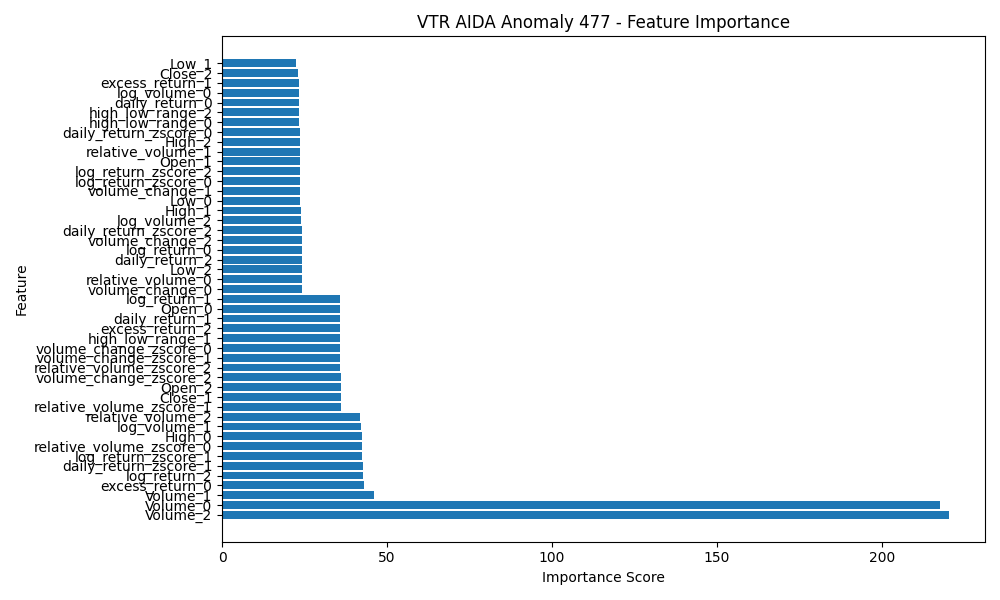 VTR AIDA Anomaly 477 - Feature Importance
Low_1
Close_2
excess_return_1
log_volume_0
daily_return_0
high_low_range_2
high_low_range_0
daily_return_zscore_0
High_2
relative_volume_1
Open_1
log_return_zscore_2
log_return_zscore_0
volume_change_1
Low_0
High_1
log_volume_2
daily_return_zscore_2
volume_change_2
log_return_0
daily_return_2
Low_2
relative_volume_0
volume_change_0
log_return_1
Open_0
daily_return_1
excess_return_2
high_low_range_1
volume_change_zscore_0
volume_change_zscore_1
relative_volume_zscore_2
volume_change_zscore_2
Open_2
Close_1
relative_volume_zscore_1
relative_volume_2
log_volume_1
High_0
relative_volume_zscore_0
log_return_zscore_1
daily_return_zscore_1
log_return_2
excess_return_0
Volume_1
Volume_0
Volume_2
Feature
0 50 100 150 200
Importance Score